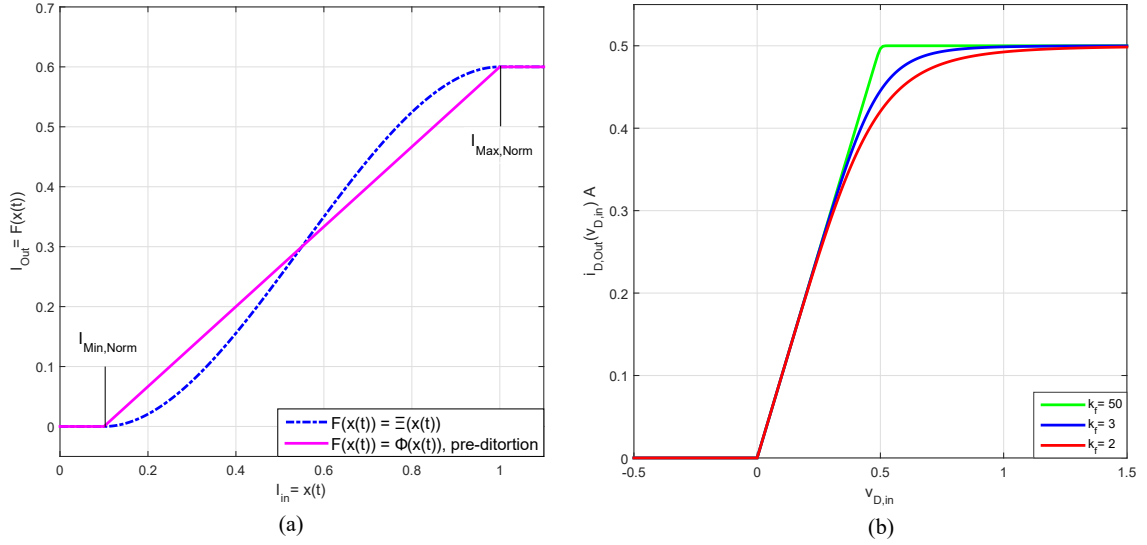 0.7
0.6
0.5
0.4
0.3
0.2
0.1
0
I_Out = F(x(t))
I_Max,Norm
I_Min,Norm
F(x(t)) = Ξ(x(t))
F(x(t)) = Φ(x(t)), pre-ditortion
0 0.2 0.4 0.6 0.8 1
I_in = x(t)
(a)
0.5
0.4
0.3
0.2
0.1
0
i_D,Out(v_D,in) A
k_f = 50
k_f = 3
k_f = 2
-0.5 0 0.5 1 1.5
v_D,in
(b)